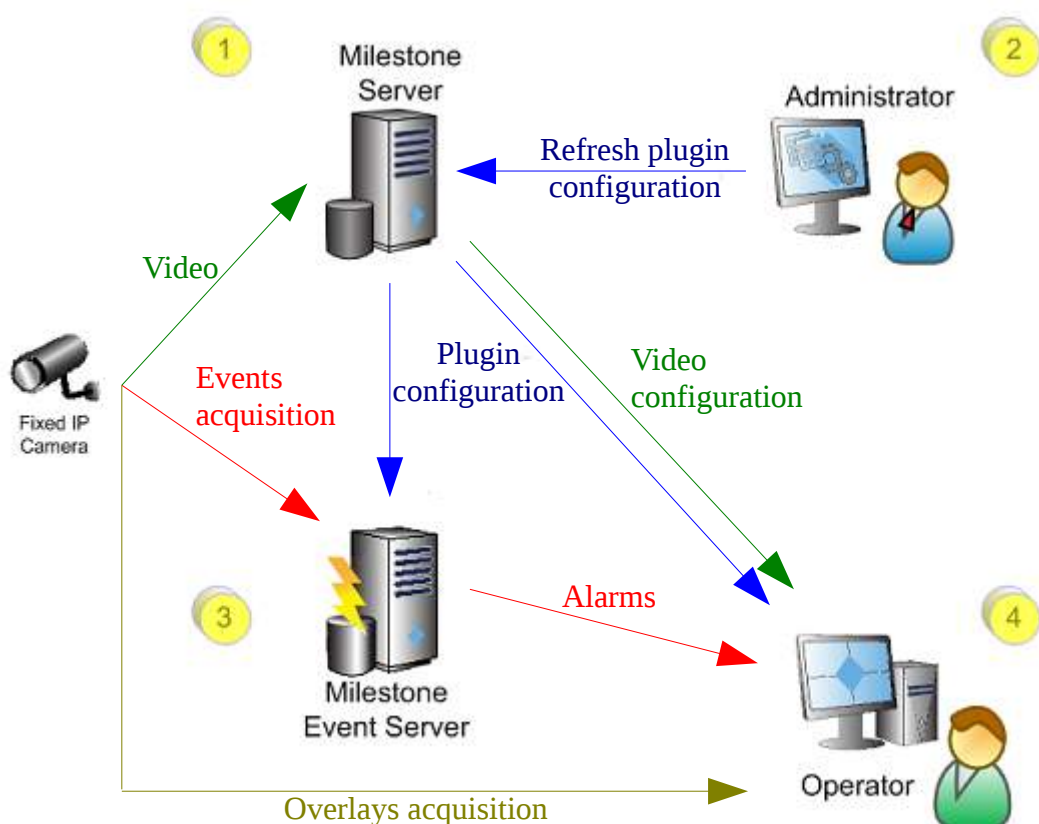 1
Milestone
Server
2
Administrator
Refresh plugin
configuration
Video
Fixed IP
Camera
Events
acquisition
Plugin
configuration
Video
configuration
3
Milestone
Event Server
Alarms
4
Operator
Overlays acquisition